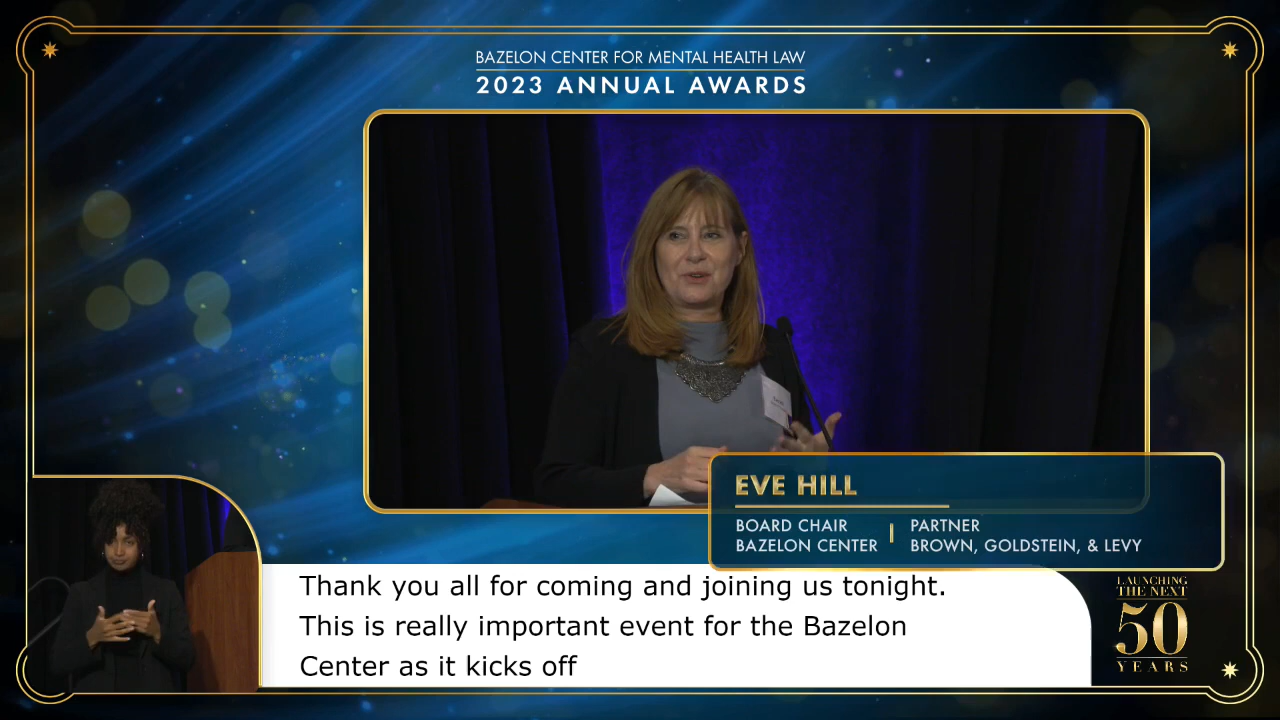 BAZELON CENTER FOR MENTAL HEALTH LAW
2023 ANNUAL AWARDS
EVE HILL
BOARD CHAIR
BAZELON CENTER
PARTNER
BROWN, GOLDSTEIN, & LEVY
Thank you all for coming and joining us tonight.
This is really important event for the Bazelon
Center as it kicks off
LAUNCHING
THE NEXT
50
YEARS